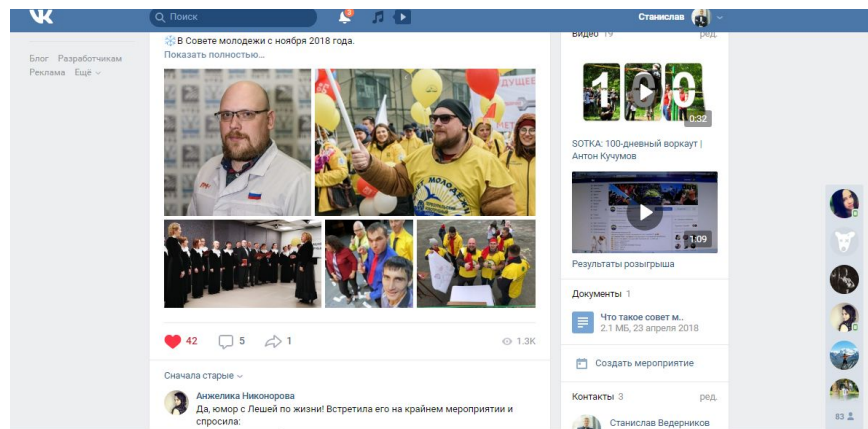 Поиск
Станислав
Блог Разработчикам
Реклама Ещё
В Совете молодежи с ноября 2018 года.
Показать полностью...
42 5 1 1.3K
Сначала старые
Анжелика Никонорова
Да, юмор с Лешей по жизни! Встретила его на крайнем мероприятии и
спросила:
Видео 19 ред.
100
0:32
SOTKA: 100-дневный воркаут |
Антон Кучумов
1:09
Результаты розыгрыша
Документы 1
Что такое совет м..
2.1 МБ, 23 апреля 2018
Создать мероприятие
Контакты 3 ред.
Станислав Ведерников
83